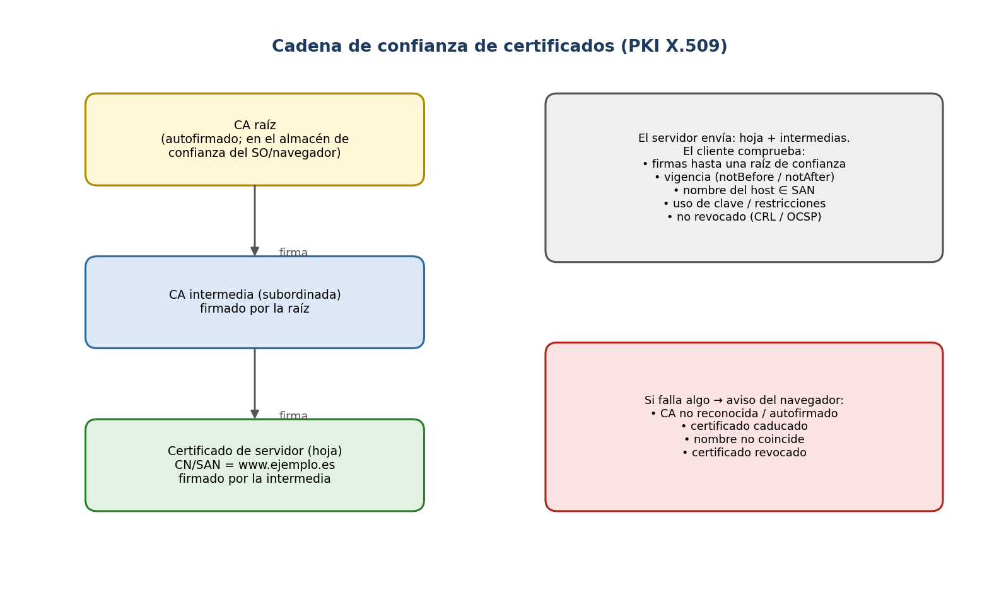 Cadena de confianza de certificados (PKI X.509)
CA raíz
(autofirmado; en el almacén de
confianza del SO/navegador)
firma
CA intermedia (subordinada)
firmado por la raíz
firma
Certificado de servidor (hoja)
CN/SAN = www.ejemplo.es
firmado por la intermedia
El servidor envía: hoja + intermedias.
El cliente comprueba:
• firmas hasta una raíz de confianza
• vigencia (notBefore / notAfter)
• nombre del host ∈ SAN
• uso de clave / restricciones
• no revocado (CRL / OCSP)
Si falla algo → aviso del navegador:
• CA no reconocida / autofirmado
• certificado caducado
• nombre no coincide
• certificado revocado